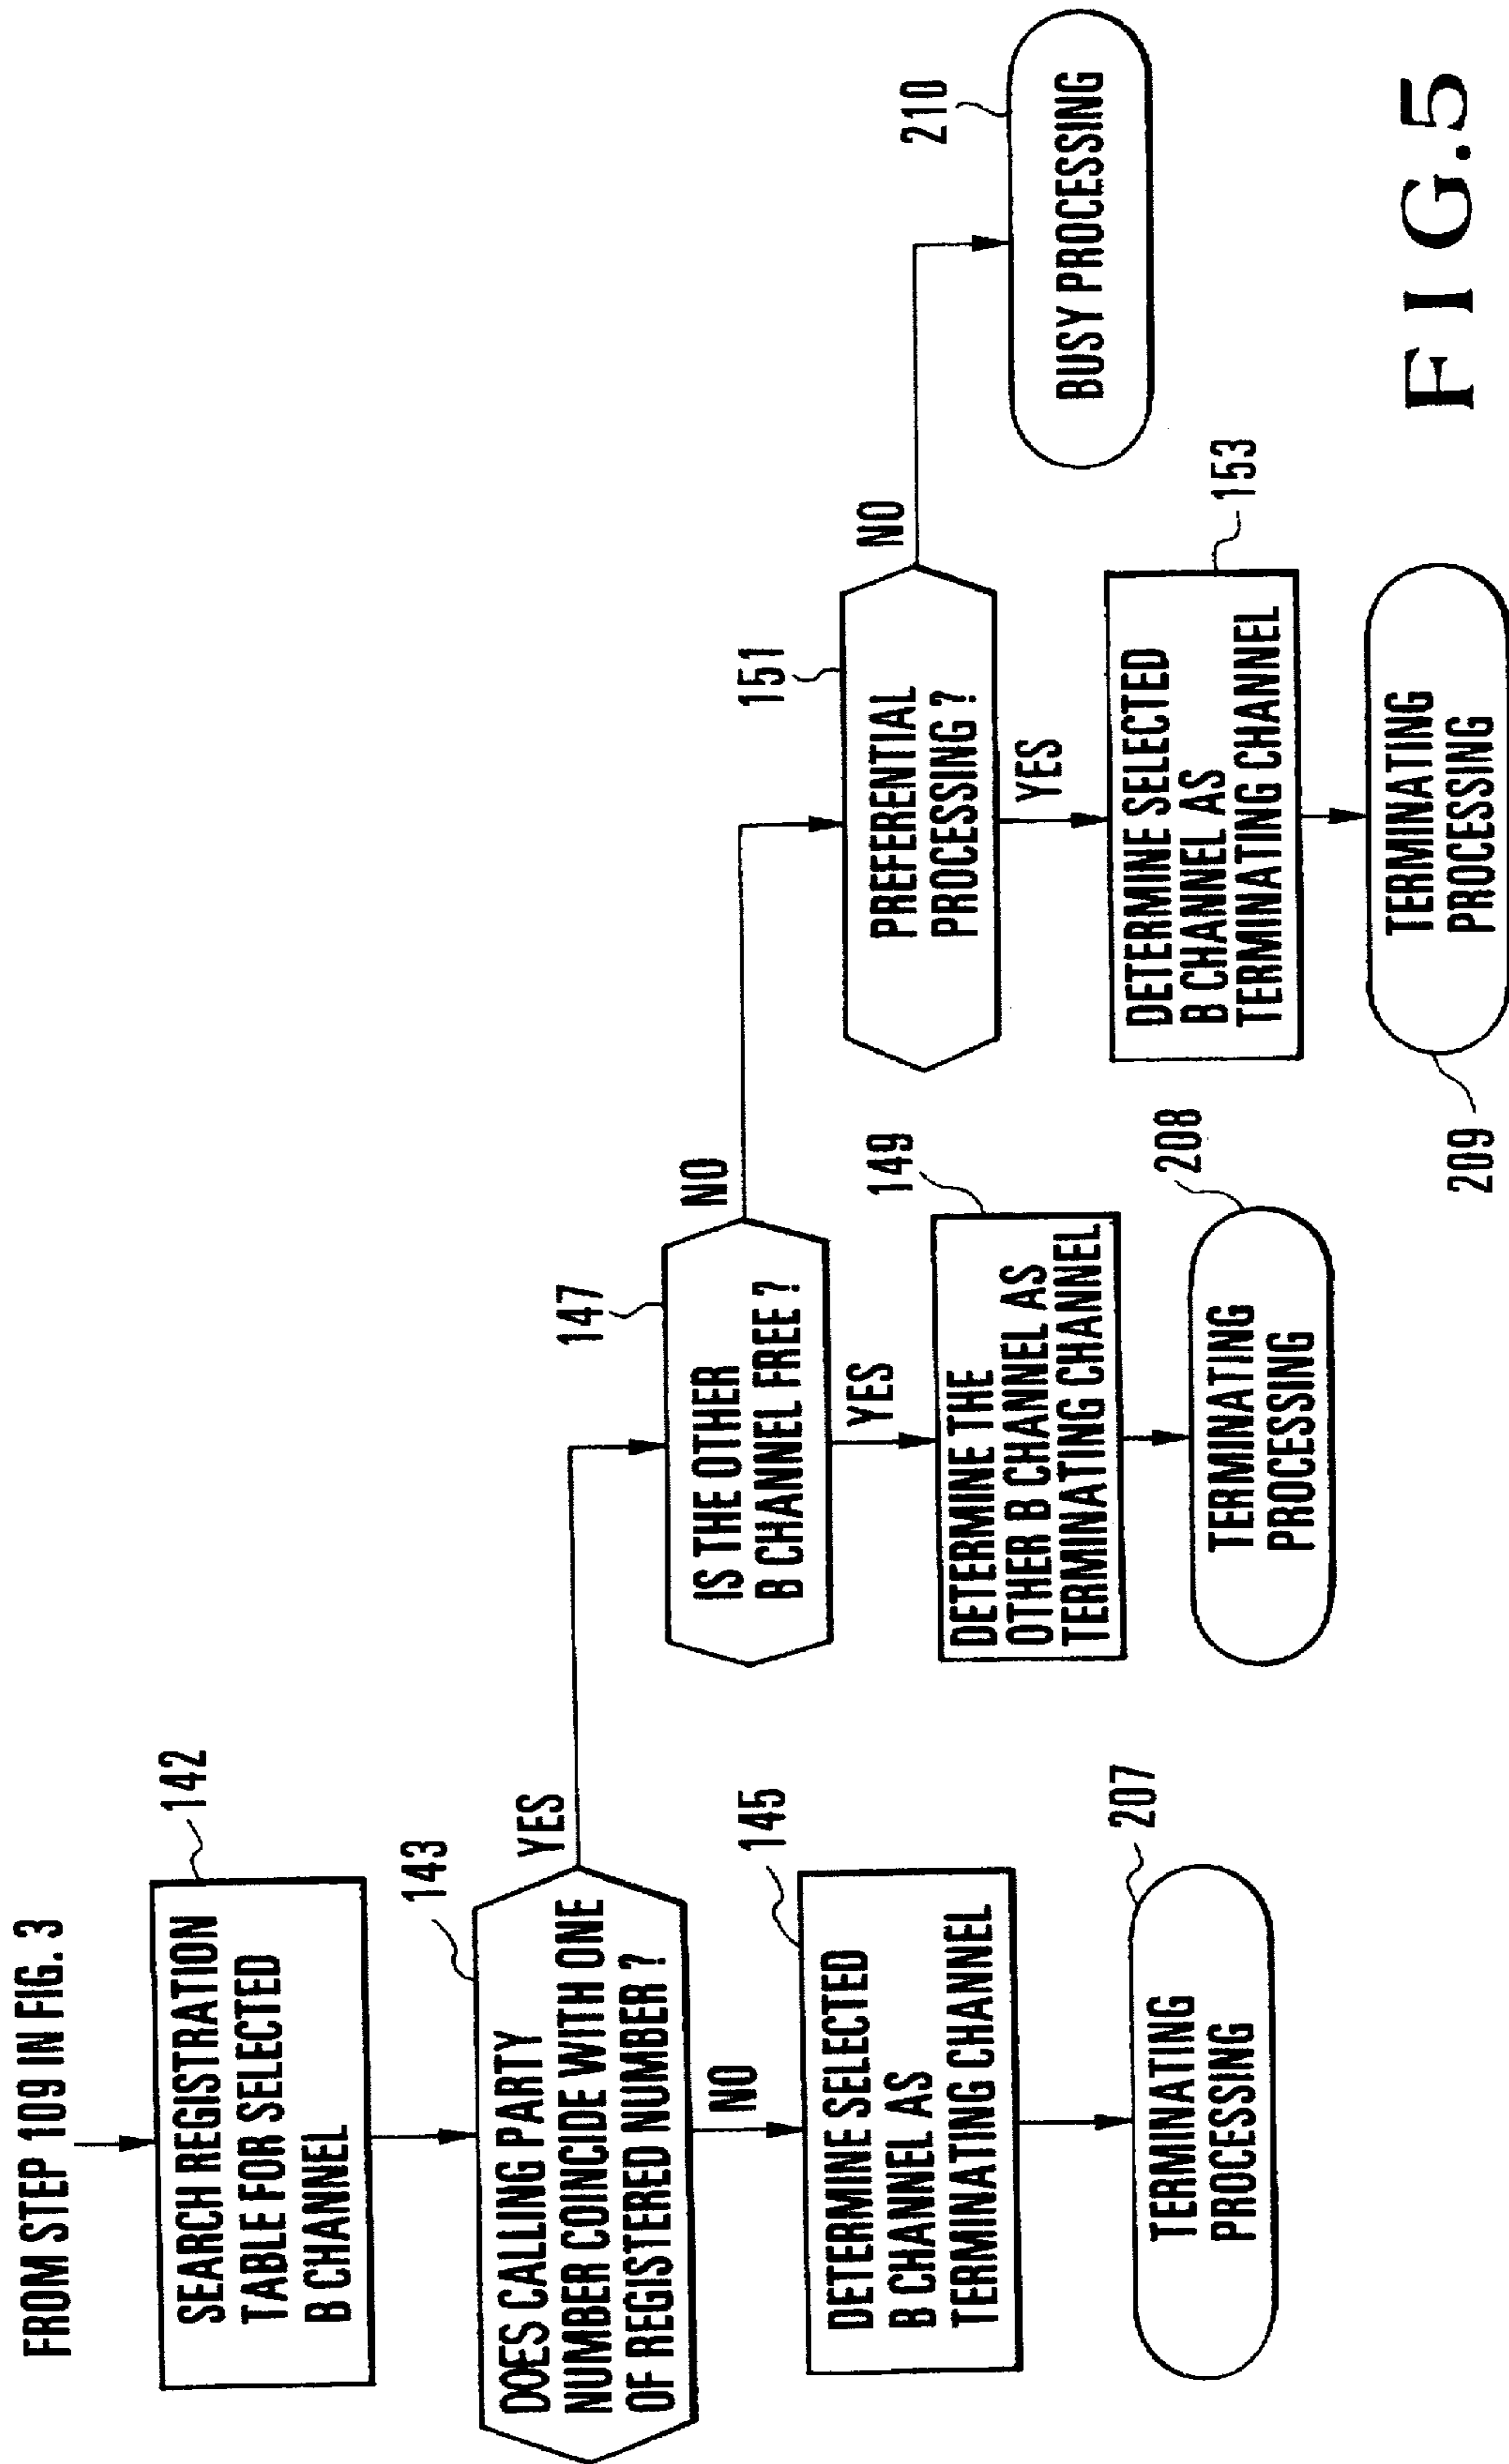 FROM STEP 109 IN FIG. 3
142
SEARCH REGISTRATION
TABLE FOR SELECTED
B CHANNEL
143
DOES CALLING PARTY
NUMBER COINCIDE WITH ONE
OF REGISTERED NUMBER ?
YES
NO
145
DETERMINE SELECTED
B CHANNEL AS
TERMINATING CHANNEL
207
TERMINATING
PROCESSING
147
IS THE OTHER
B CHANNEL FREE ?
NO
YES
149
DETERMINE THE
OTHER B CHANNEL AS
TERMINATING CHANNEL
208
TERMINATING
PROCESSING
151
PREFERENTIAL
PROCESSING ?
NO
YES
153
DETERMINE SELECTED
B CHANNEL AS
TERMINATING CHANNEL
209
TERMINATING
PROCESSING
210
BUSY PROCESSING
FIG.5